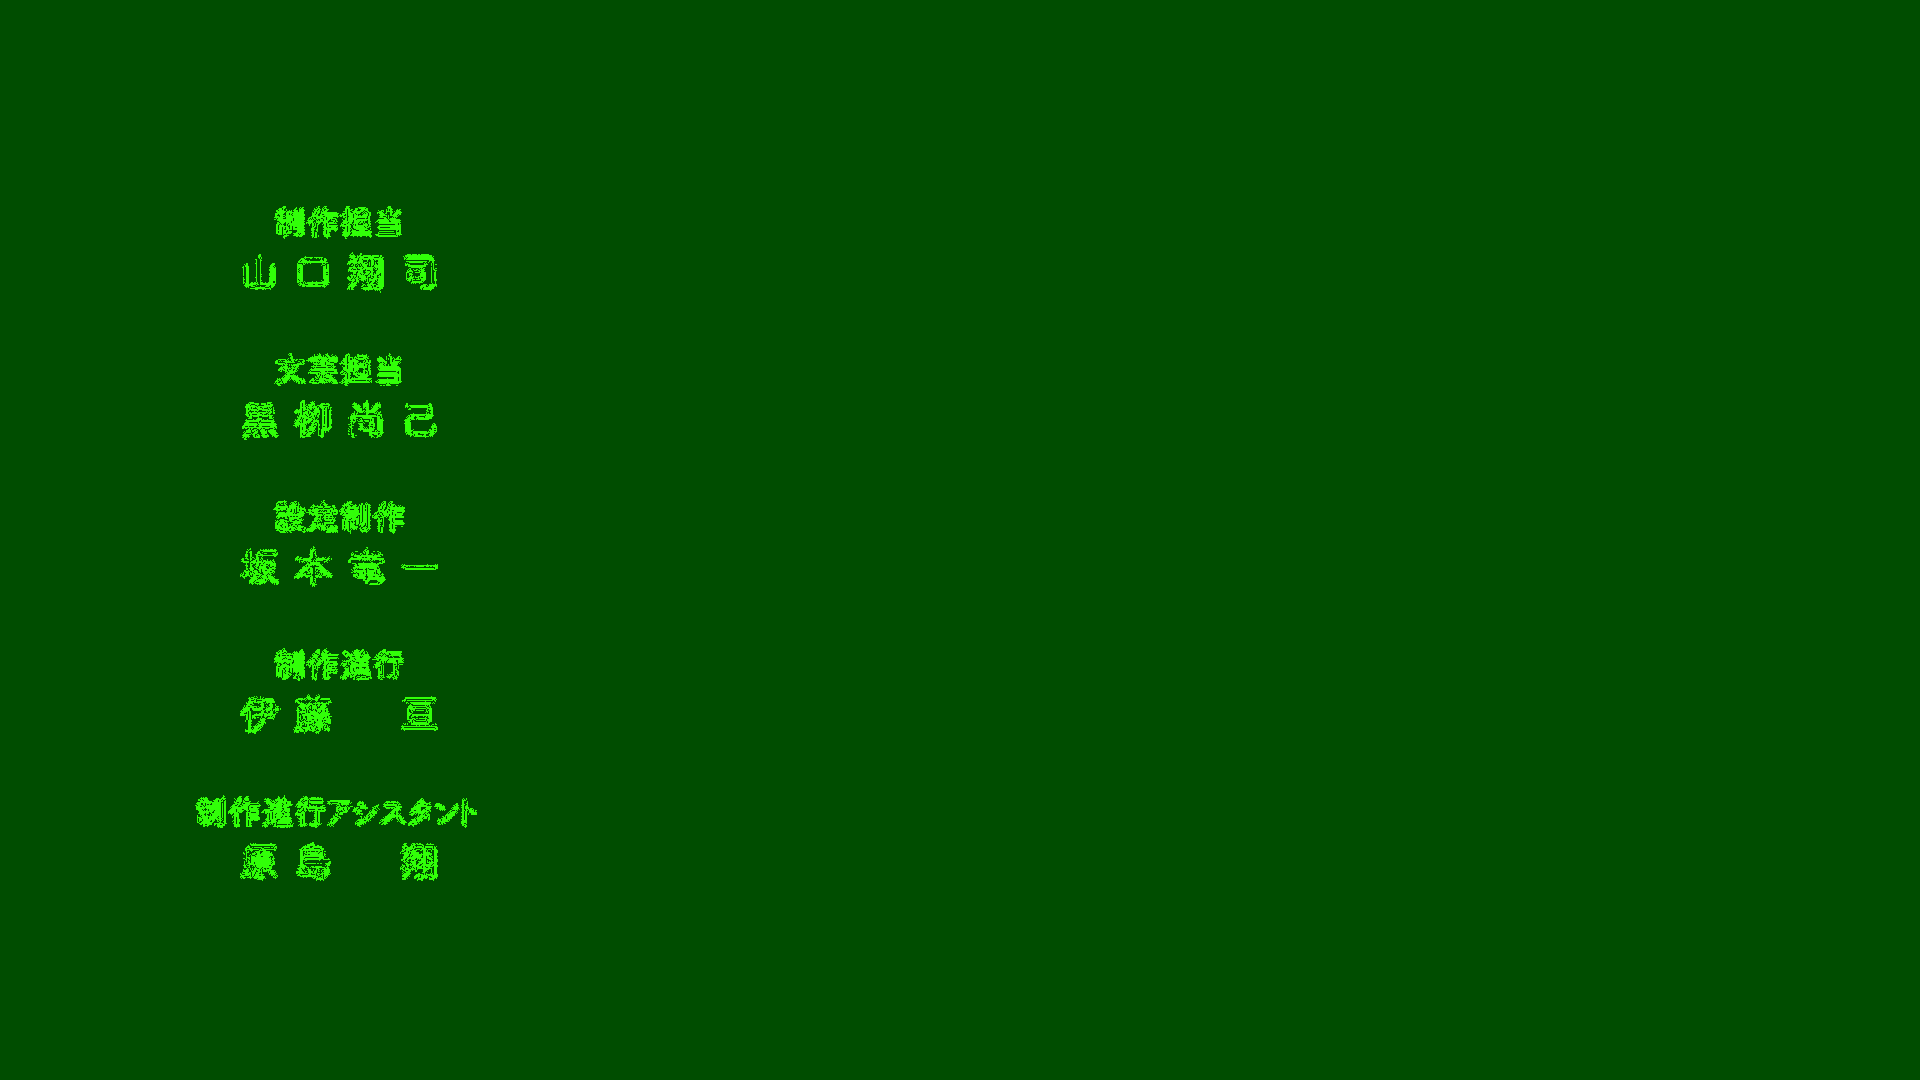 制作担当
山口翔司
文芸担当
黒柳尚己
設定制作
坂本竜一
制作進行
伊藤 亘
制作進行アシスタント
原島 翔